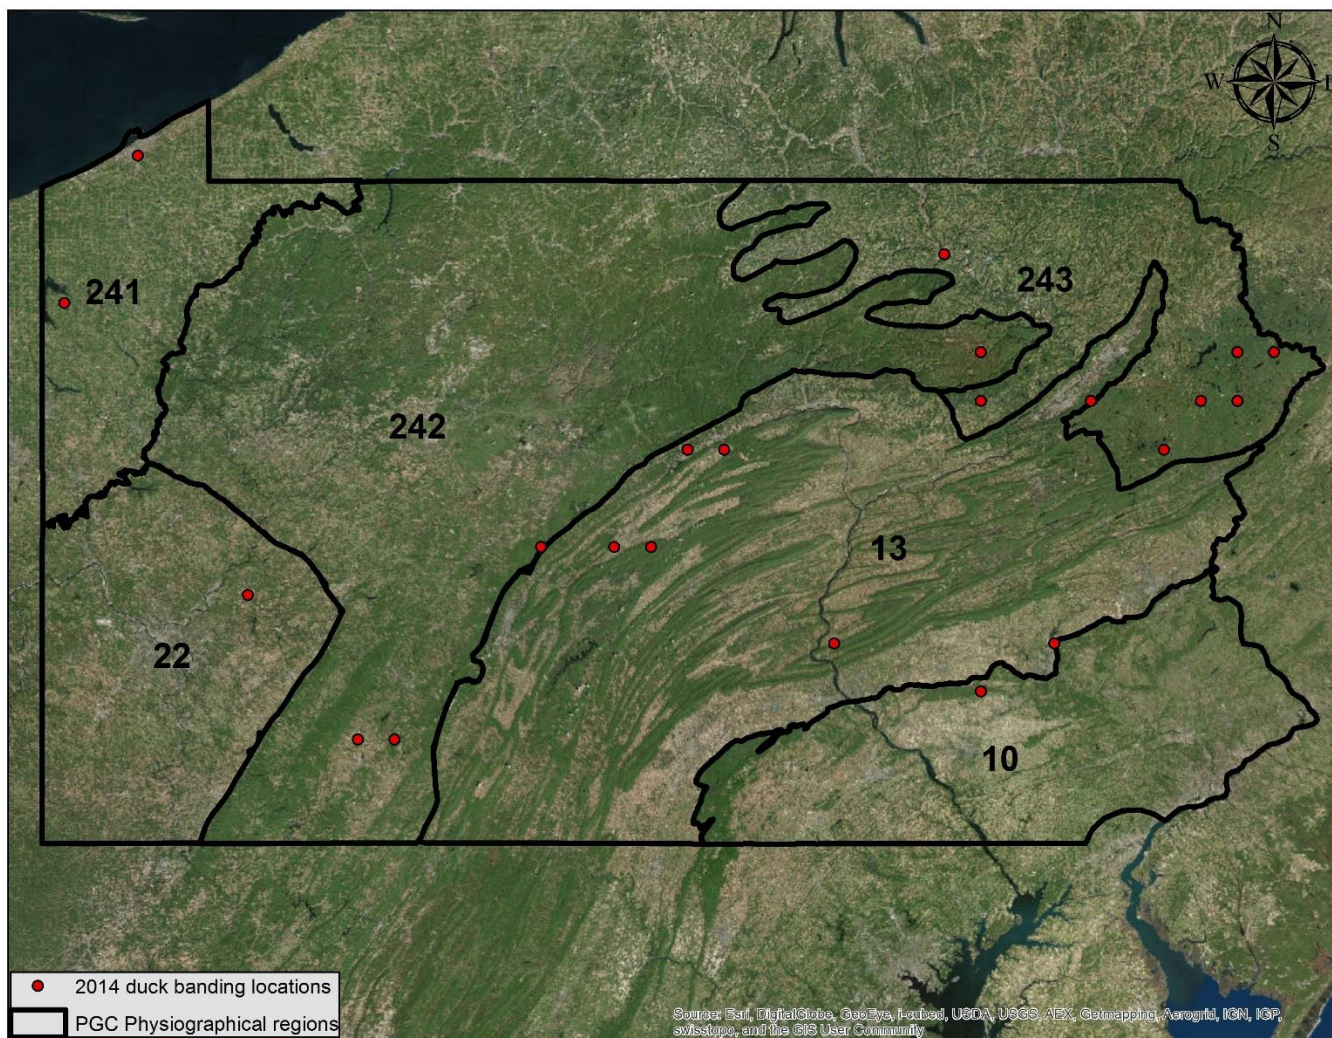 N
W E
S
241
243
242
13
22
10
2014 duck banding locations
PGC Physiographical regions
Source: Esri, DigitalGlobe, GeoEye, i-cubed, USDA, USGS, AEX, Getmapping, Aerogrid, IGN, IGP,
swisstopo, and the GIS User Community